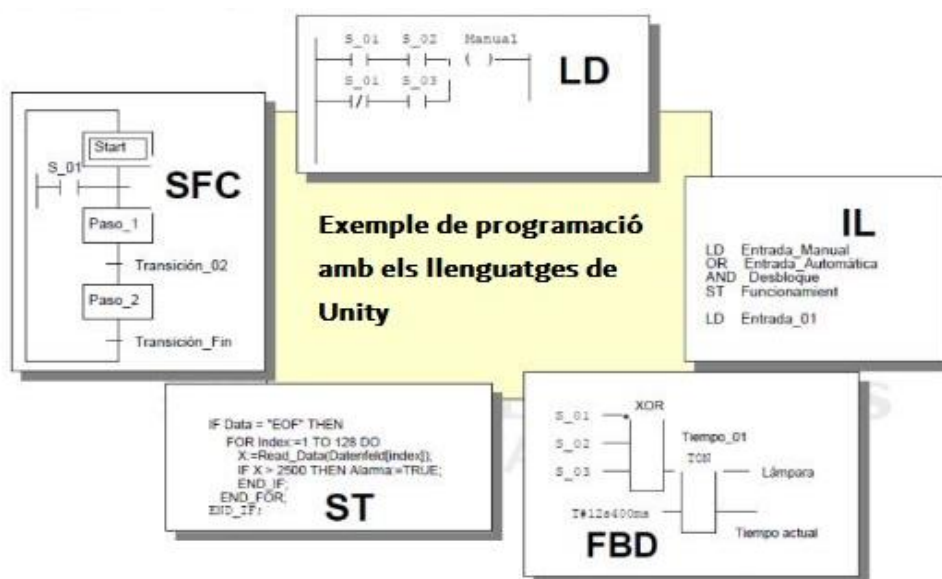 S_01 S_02 Manual
S_01 S_03
LD
Start
S_01
SFC
Paso_1
Transición_02
Paso_2
Transición_Fin
Exemple de programació
amb els llenguatges de
Unity
IL
LD Entrada_Manual
OR Entrada_Automática
AND Desbloque
ST Funcionamient
LD Entrada_01
IF Data = "EOF" THEN
FOR Index:=1 TO 128 DO
X:=Read_Data(Datenfeld[index]);
IF X > 2500 THEN Alarma:=TRUE;
END_IF;
END_FOR;
END_IF;
ST
XOR
S_01
S_02
S_03
Tiempo_01
TON
Lámpara
T#12s400ms
Tiempo actual
FBD